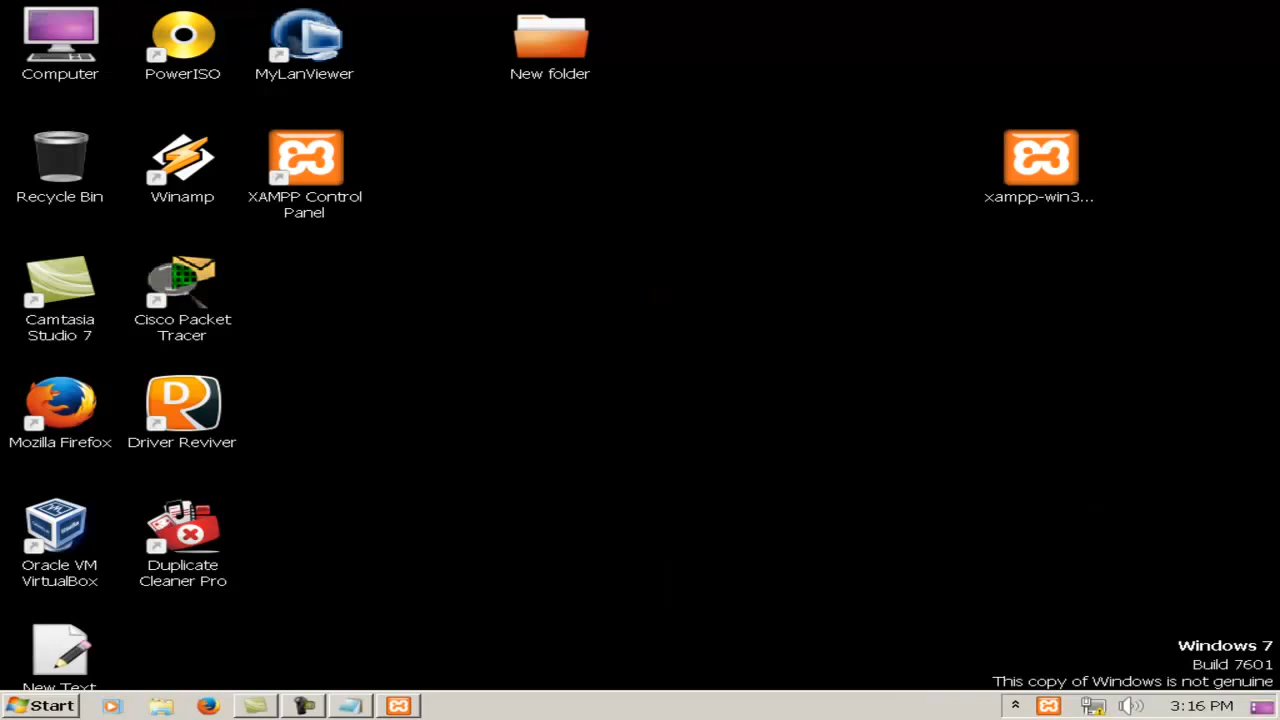 Computer
PowerISO
MyLanViewer
New folder
Recycle Bin
Winamp
XAMPP Control
Panel
xampp-win3...
Camtasia
Studio 7
Cisco Packet
Tracer
Mozilla Firefox
Driver Reviver
Oracle VM
VirtualBox
Duplicate
Cleaner Pro
New Text
Windows 7
Build 7601
This copy of Windows is not genuine
Start
3:16 PM